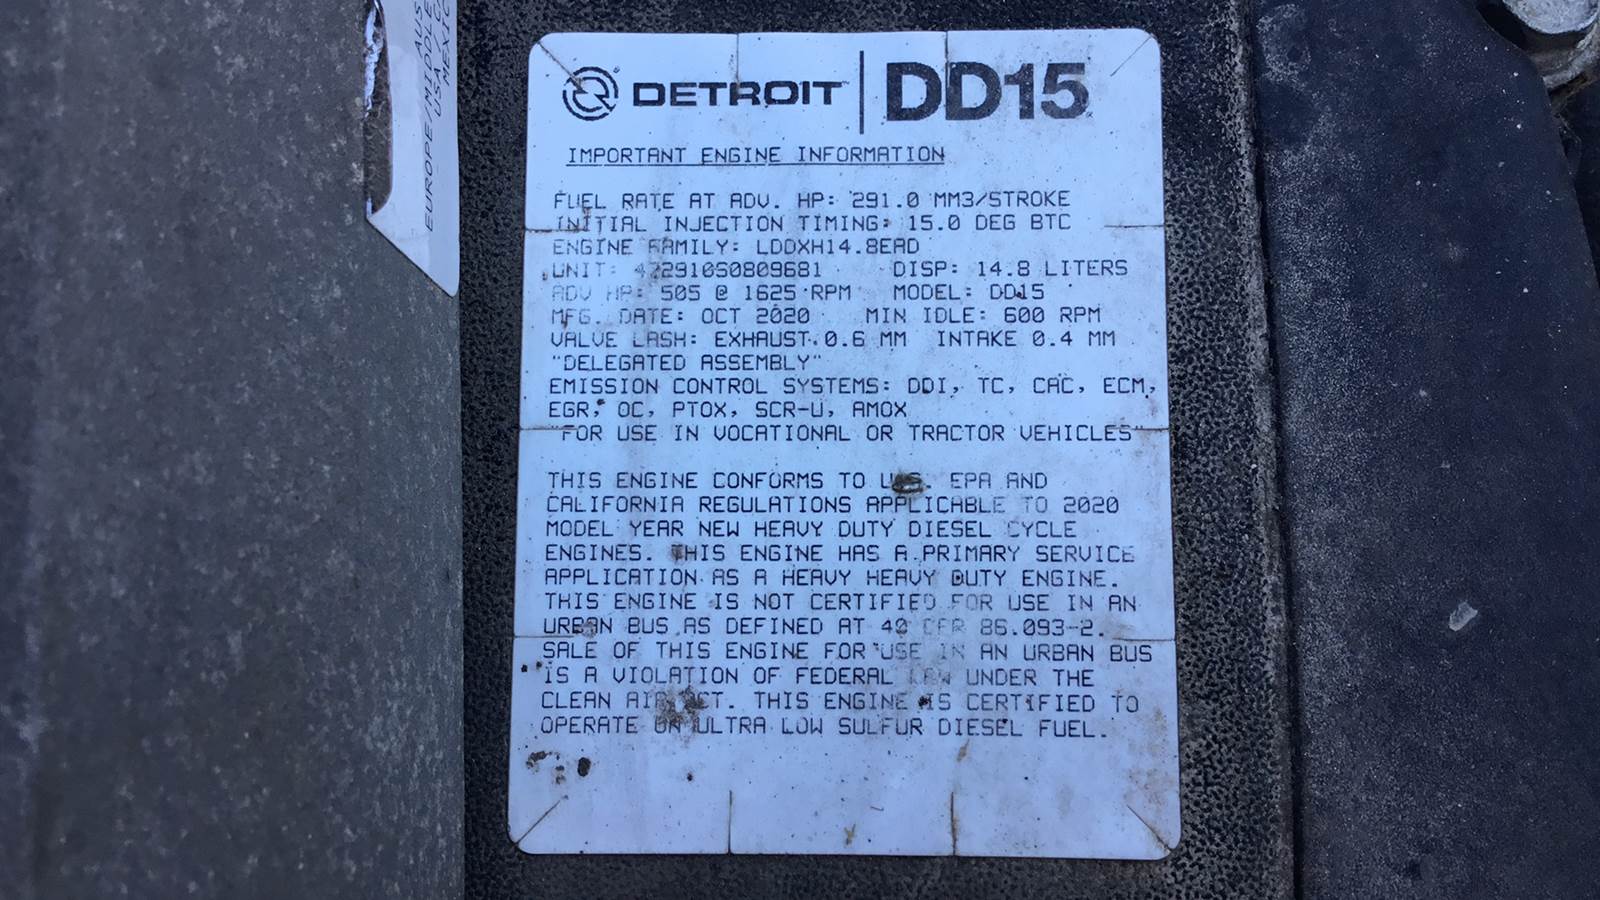 EUROPE/MIDDLE
AUS
USA/CA
MEXIC
DETROIT DD15
IMPORTANT ENGINE INFORMATION
FUEL RATE AT ADV. HP: 291.0 MM3/STROKE
INITIAL INJECTION TIMING: 15.0 DEG BTC
ENGINE FAMILY: LDDXH14.8EAD
UNIT: 472910S0809681 DISP: 14.8 LITERS
ADV HP: 505 @ 1625 RPM MODEL: DD15
MFG. DATE: OCT 2020 MIN IDLE: 600 RPM
VALVE LASH: EXHAUST 0.6 MM INTAKE 0.4 MM
"DELEGATED ASSEMBLY"
EMISSION CONTROL SYSTEMS: DDI, TC, CAC, ECM,
EGR, OC, PTOX, SCR-U, AMOX
"FOR USE IN VOCATIONAL OR TRACTOR VEHICLES"
THIS ENGINE CONFORMS TO U.S. EPA AND
CALIFORNIA REGULATIONS APPLICABLE TO 2020
MODEL YEAR NEW HEAVY DUTY DIESEL CYCLE
ENGINES. THIS ENGINE HAS A PRIMARY SERVICE
APPLICATION AS A HEAVY HEAVY DUTY ENGINE.
THIS ENGINE IS NOT CERTIFIED FOR USE IN AN
URBAN BUS AS DEFINED AT 40 CFR 86.093-2.
SALE OF THIS ENGINE FOR USE IN AN URBAN BUS
IS A VIOLATION OF FEDERAL LAW UNDER THE
CLEAN AIR ACT. THIS ENGINE IS CERTIFIED TO
OPERATE ON ULTRA LOW SULFUR DIESEL FUEL.